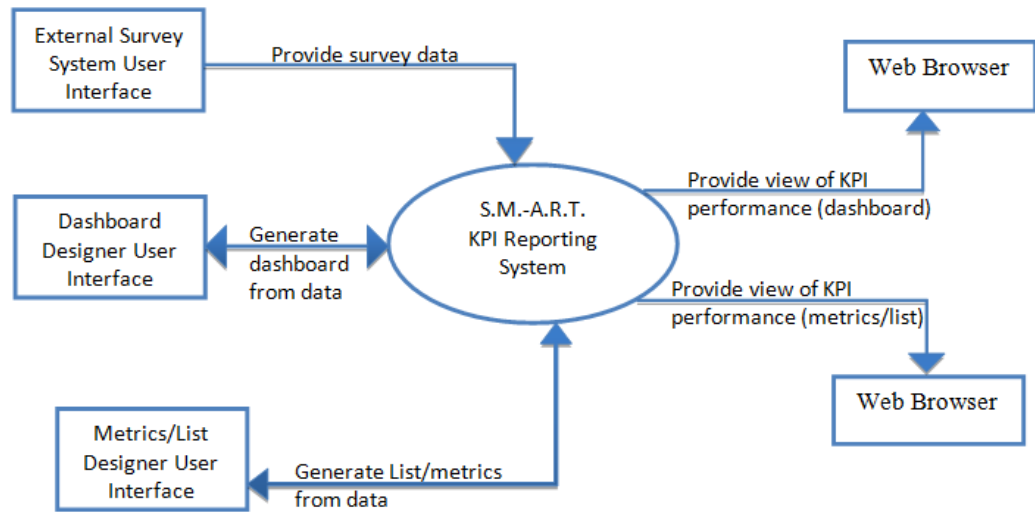 External Survey
System User
Interface
Provide survey data
Web Browser
Dashboard
Designer User
Interface
Generate
dashboard
from data
S.M.-A.R.T.
KPI Reporting
System
Provide view of KPI
performance (dashboard)
Provide view of KPI
performance (metrics/list)
Web Browser
Metrics/List
Designer User
Interface
Generate List/metrics
from data